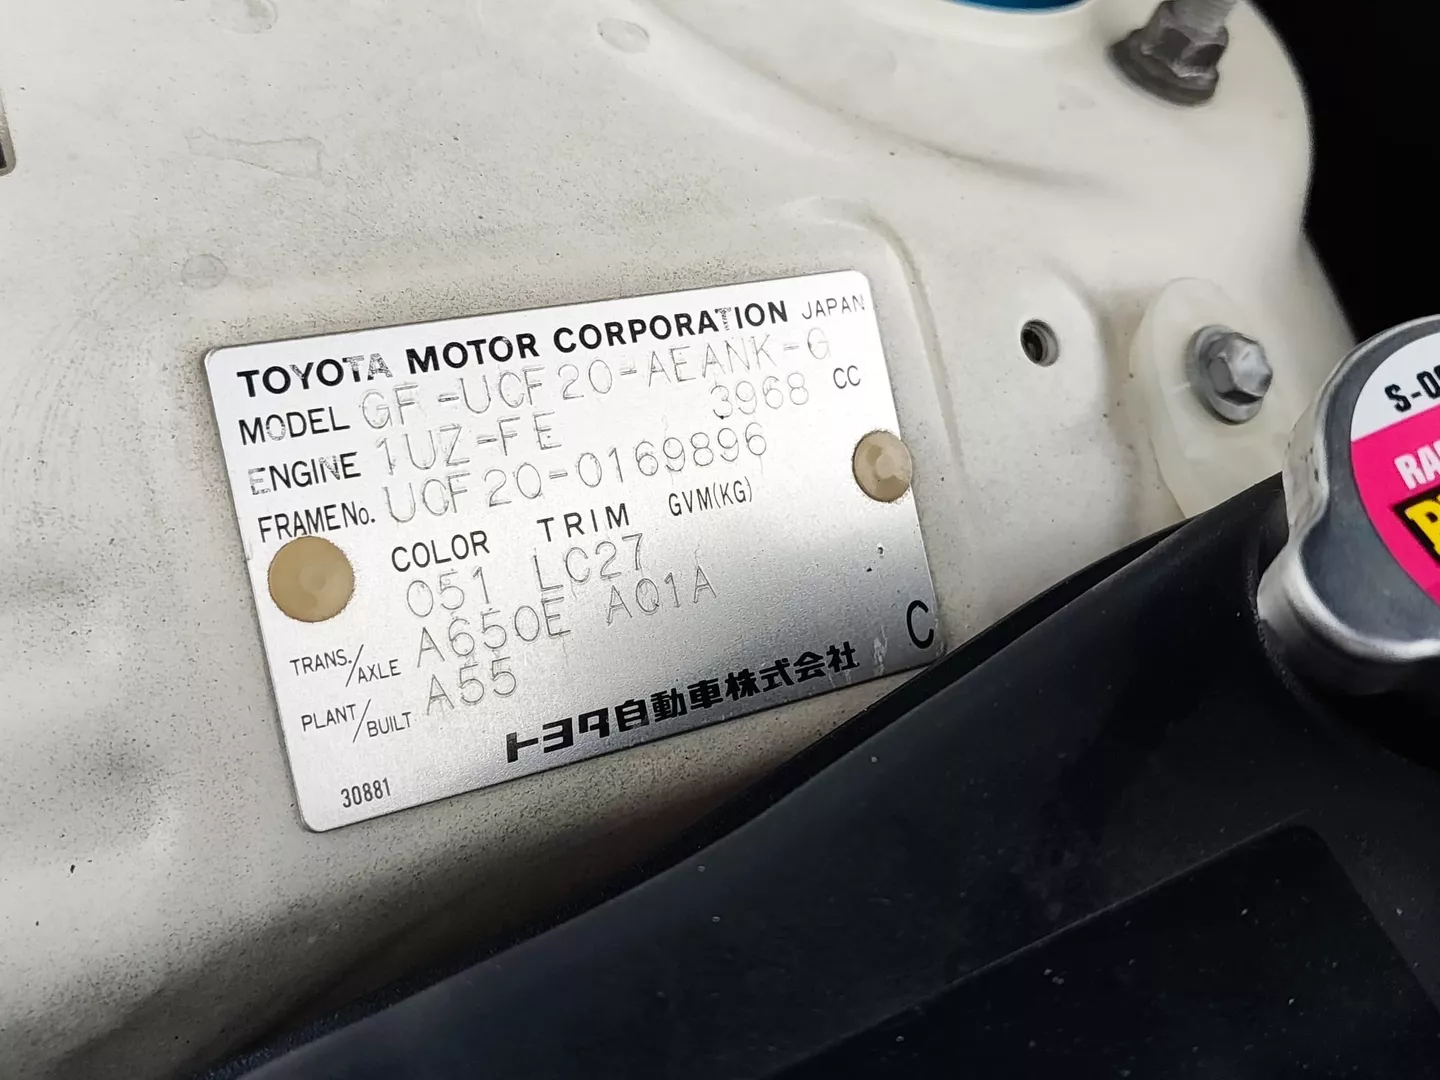 TOYOTA MOTOR CORPORATION JAPAN
MODEL GF-UCF20-AEANK-G
ENGINE 1UZ-FE 3968 CC
FRAME No. UCF20-0169896
COLOR TRIM GVM(KG)
051 LC27
TRANS./AXLE A650E A01A
PLANT/BUILT A55
トヨタ自動車株式会社 C
30881